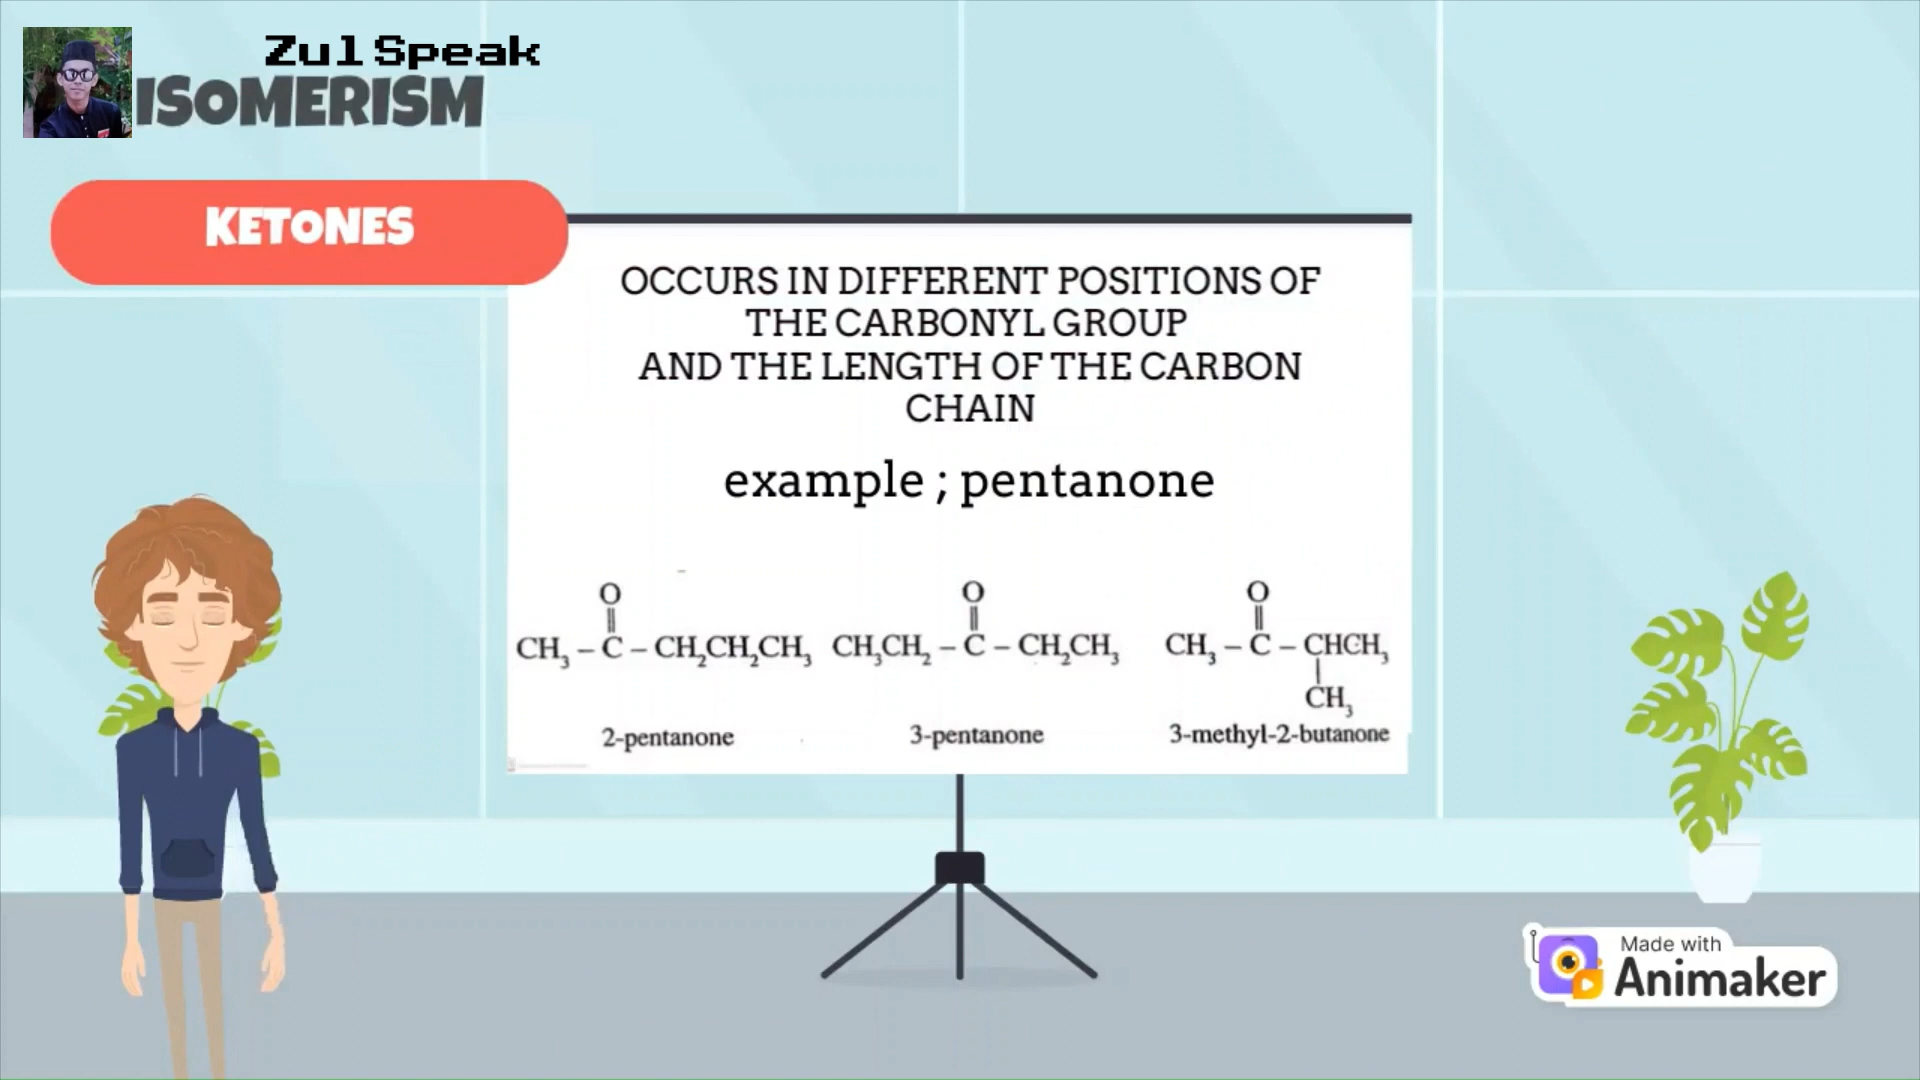 Zul Speak
ISOMERISM
KETONES
OCCURS IN DIFFERENT POSITIONS OF
THE CARBONYL GROUP
AND THE LENGTH OF THE CARBON
CHAIN
example ; pentanone
O O O
CH₃ – C – CH₂CH₂CH₃ CH₃CH₂ – C – CH₂CH₃ CH₃ – C – CHCH₃
CH₃
2-pentanone 3-pentanone 3-methyl-2-butanone
Made with
Animaker